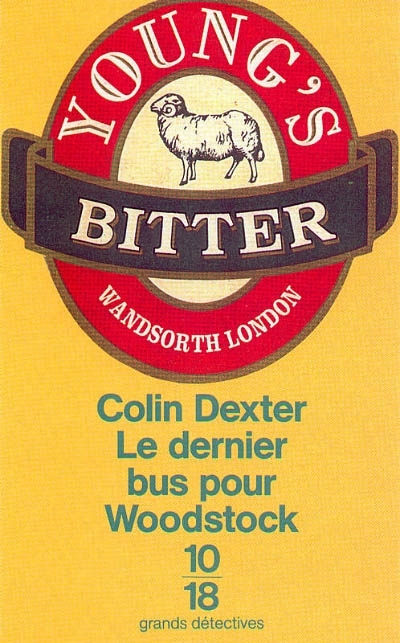 YOUNG'S
BITTER
WANDSORTH LONDON
Colin Dexter
Le dernier
bus pour
Woodstock
10
18
grands détectives